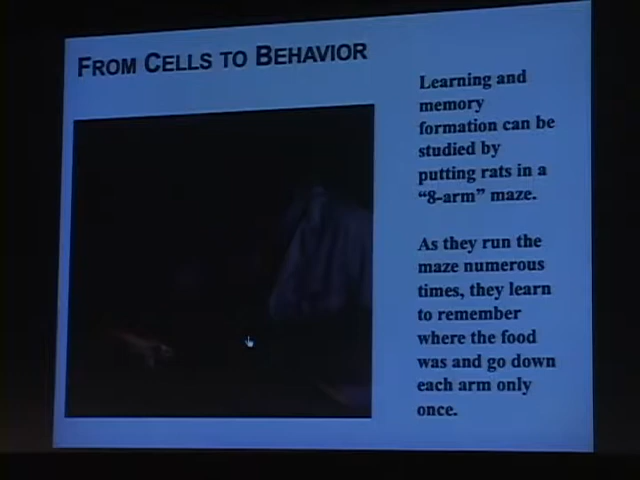 FROM CELLS TO BEHAVIOR
Learning and
memory
formation can be
studied by
putting rats in a
“8-arm” maze.
As they run the
maze numerous
times, they learn
to remember
where the food
was and go down
each arm only
once.